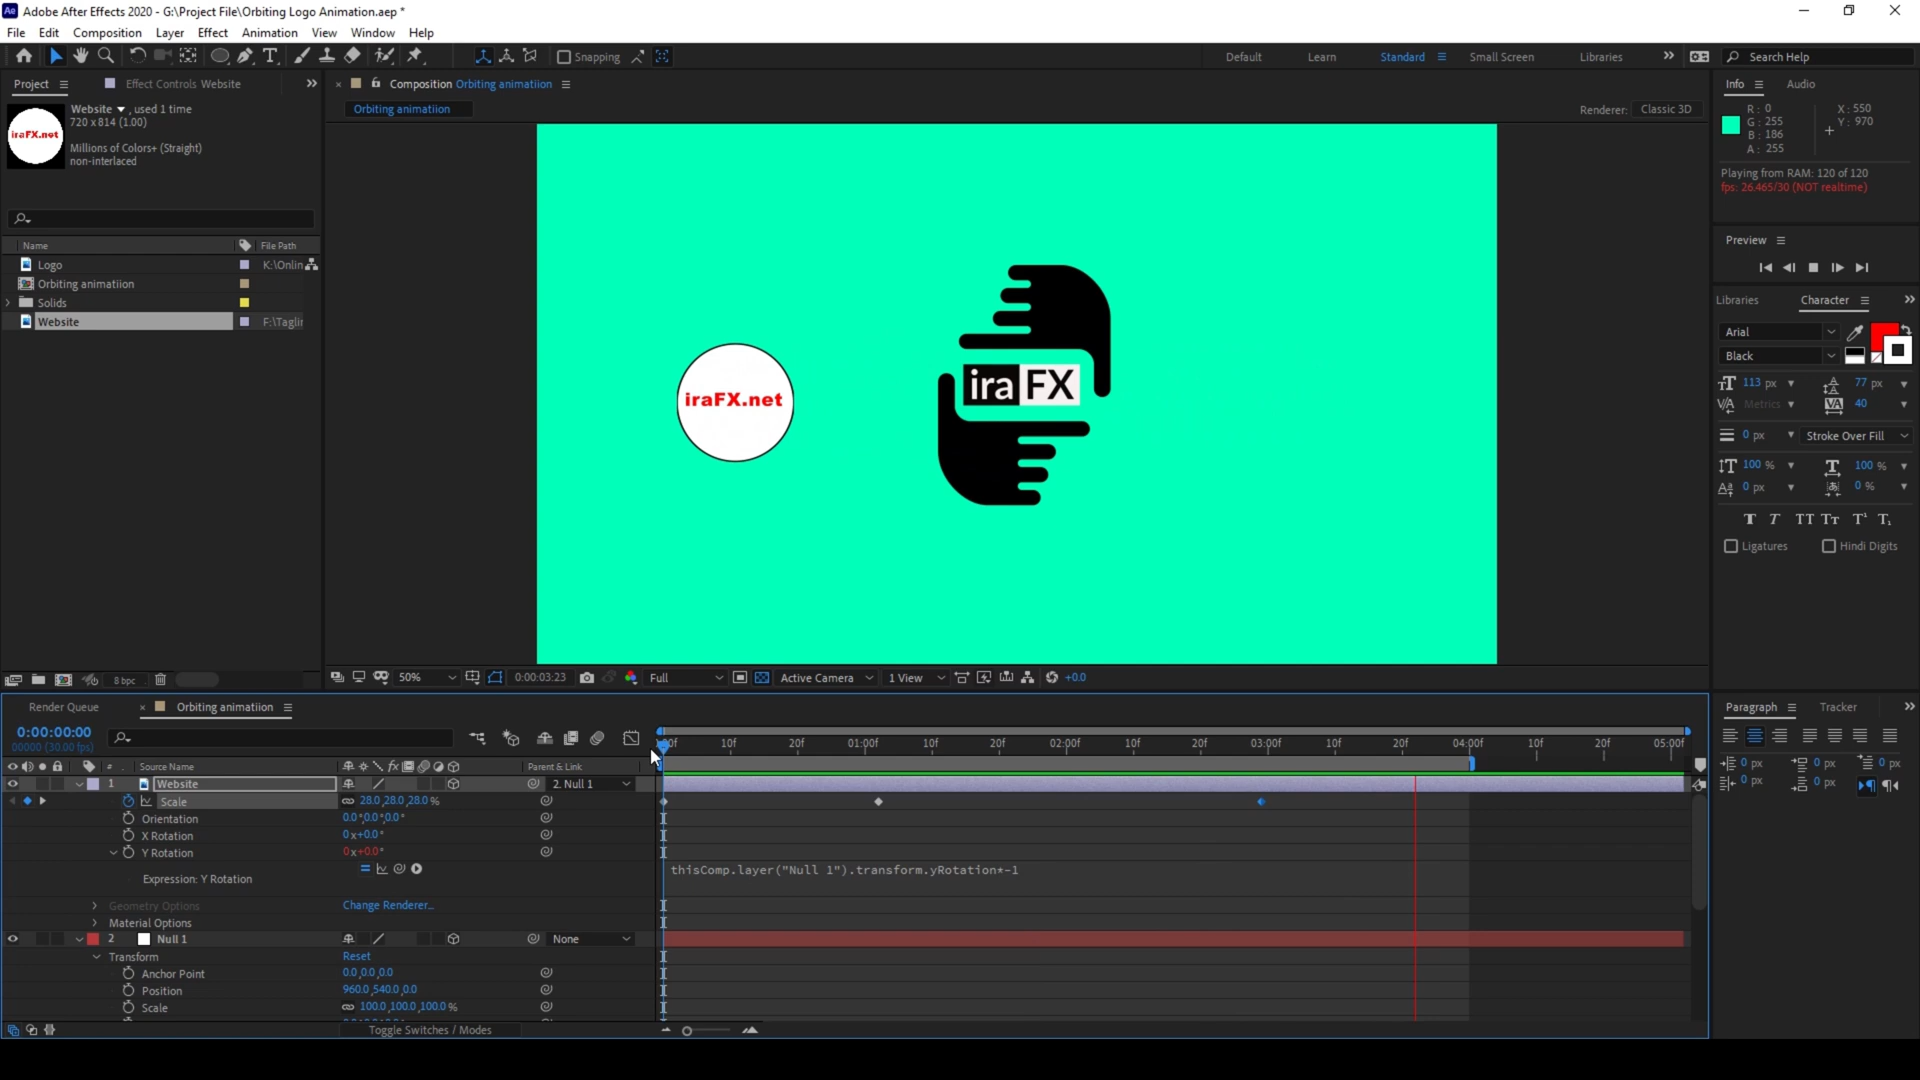 Adobe After Effects 2020 - G:\Project File\Orbiting Logo Animation.aep *
File Edit Composition Layer Effect Animation View Window Help
Snapping
Default Learn Standard Small Screen Libraries Search Help
Project Effect Controls Website
Composition Orbiting animatiion
Info Audio
Website , used 1 time
720 x 814 (1.00)
Millions of Colors+ (Straight)
non-interlaced
iraFX.net
Orbiting animatiion
Renderer: Classic 3D
R: 0
G: 255
B: 186
A: 255
X: 550
Y: 970
Playing from RAM: 120 of 120
fps: 26.465/30 (NOT realtime)
Name File Path
Logo K:\Onlin
Orbiting animatiion
Solids
Website F:\Taglir
iraFX.net
ira FX
Preview
Libraries Character
Arial
Black
113 px 77 px
Metrics 40
0 px Stroke Over Fill
100 % 100 %
0 px 0 %
T T TT Tt T¹ T₁
Ligatures Hindi Digits
8 bpc
50% 0:00:03:23 Full Active Camera 1 View +0.0
Render Queue Orbiting animatiion
Paragraph Tracker
0:00:00:00
00000 (30.00 fps)
10f 20f 01:00f 10f 20f 02:00f 10f 20f 03:00f 10f 20f 04:00f 10f 20f 05:00f
# Source Name Parent & Link
1 Website 2. Null 1
Scale 28.0,28.0,28.0 %
Orientation 0.0°,0.0°,0.0°
X Rotation 0x+0.0°
Y Rotation 0x+0.0°
Expression: Y Rotation thisComp.layer("Null 1").transform.yRotation*-1
Geometry Options Change Renderer...
Material Options
2 Null 1 None
Transform Reset
Anchor Point 0.0,0.0,0.0
Position 960.0,540.0,0.0
Scale 100.0,100.0,100.0 %
Toggle Switches / Modes
0 px 0 px 0 px
0 px 0 px